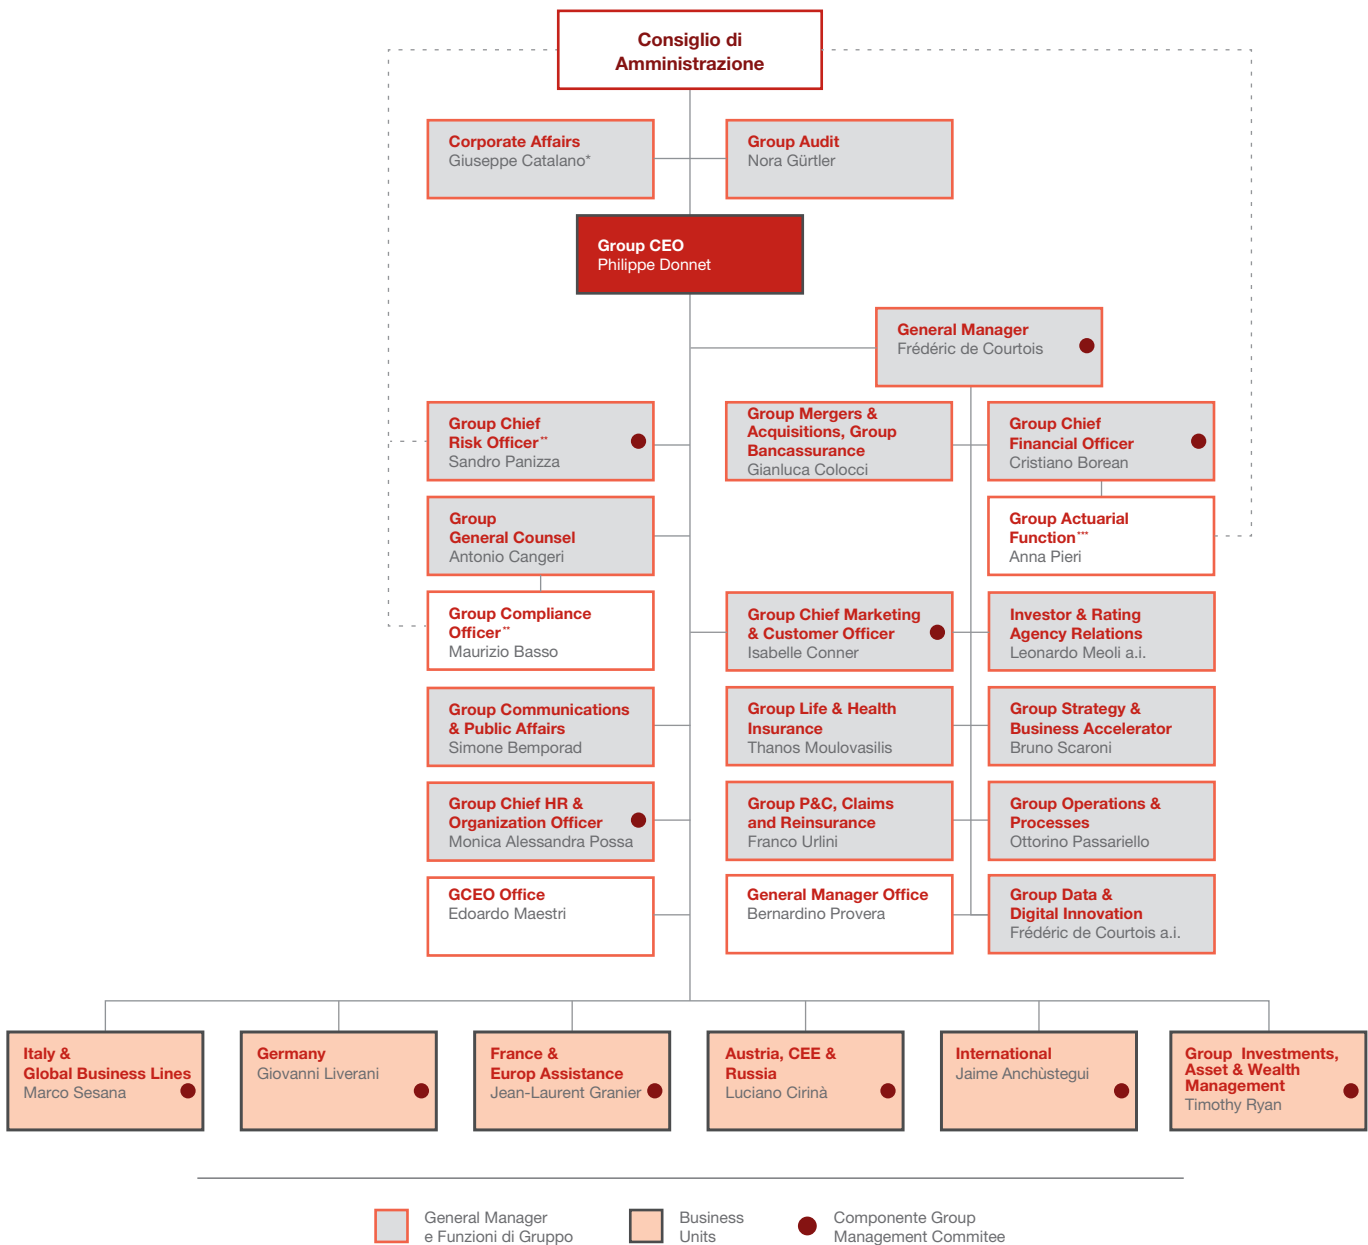 Consiglio di
Amministrazione
Corporate Affairs
Giuseppe Catalano*
Group Audit
Nora Gürtler
Group CEO
Philippe Donnet
General Manager
Frédéric de Courtois
Group Chief
Risk Officer**
Sandro Panizza
Group Mergers &
Acquisitions, Group
Bancassurance
Gianluca Colocci
Group Chief
Financial Officer
Cristiano Borean
Group
General Counsel
Antonio Cangeri
Group Actuarial
Function***
Anna Pieri
Group Compliance
Officer**
Maurizio Basso
Group Chief Marketing
& Customer Officer
Isabelle Conner
Investor & Rating
Agency Relations
Leonardo Meoli a.i.
Group Communications
& Public Affairs
Simone Bemporad
Group Life & Health
Insurance
Thanos Moulovasilis
Group Strategy &
Business Accelerator
Bruno Scaroni
Group Chief HR &
Organization Officer
Monica Alessandra Possa
Group P&C, Claims
and Reinsurance
Franco Urlini
Group Operations &
Processes
Ottorino Passariello
GCEO Office
Edoardo Maestri
General Manager Office
Bernardino Provera
Group Data &
Digital Innovation
Frédéric de Courtois a.i.
Italy &
Global Business Lines
Marco Sesana
Germany
Giovanni Liverani
France &
Europ Assistance
Jean-Laurent Granier
Austria, CEE &
Russia
Luciano Cirinà
International
Jaime Anchùstegui
Group Investments,
Asset & Wealth
Management
Timothy Ryan
General Manager
e Funzioni di Gruppo
Business
Units
Componente Group
Management Commitee